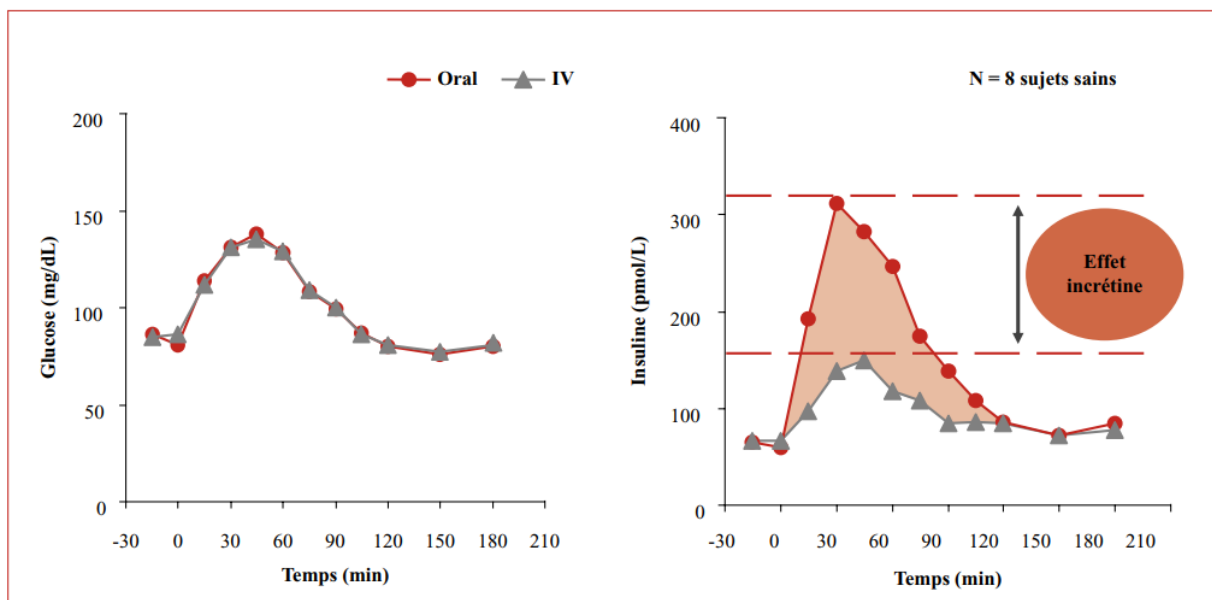 Oral IV
N = 8 sujets sains
200
150
100
50
0
Glucose (mg/dL)
-30 0 30 60 90 120 150 180 210
Temps (min)
400
300
200
100
0
Insuline (pmol/L)
-30 0 30 60 90 120 150 180 210
Temps (min)
Effet
incrétine